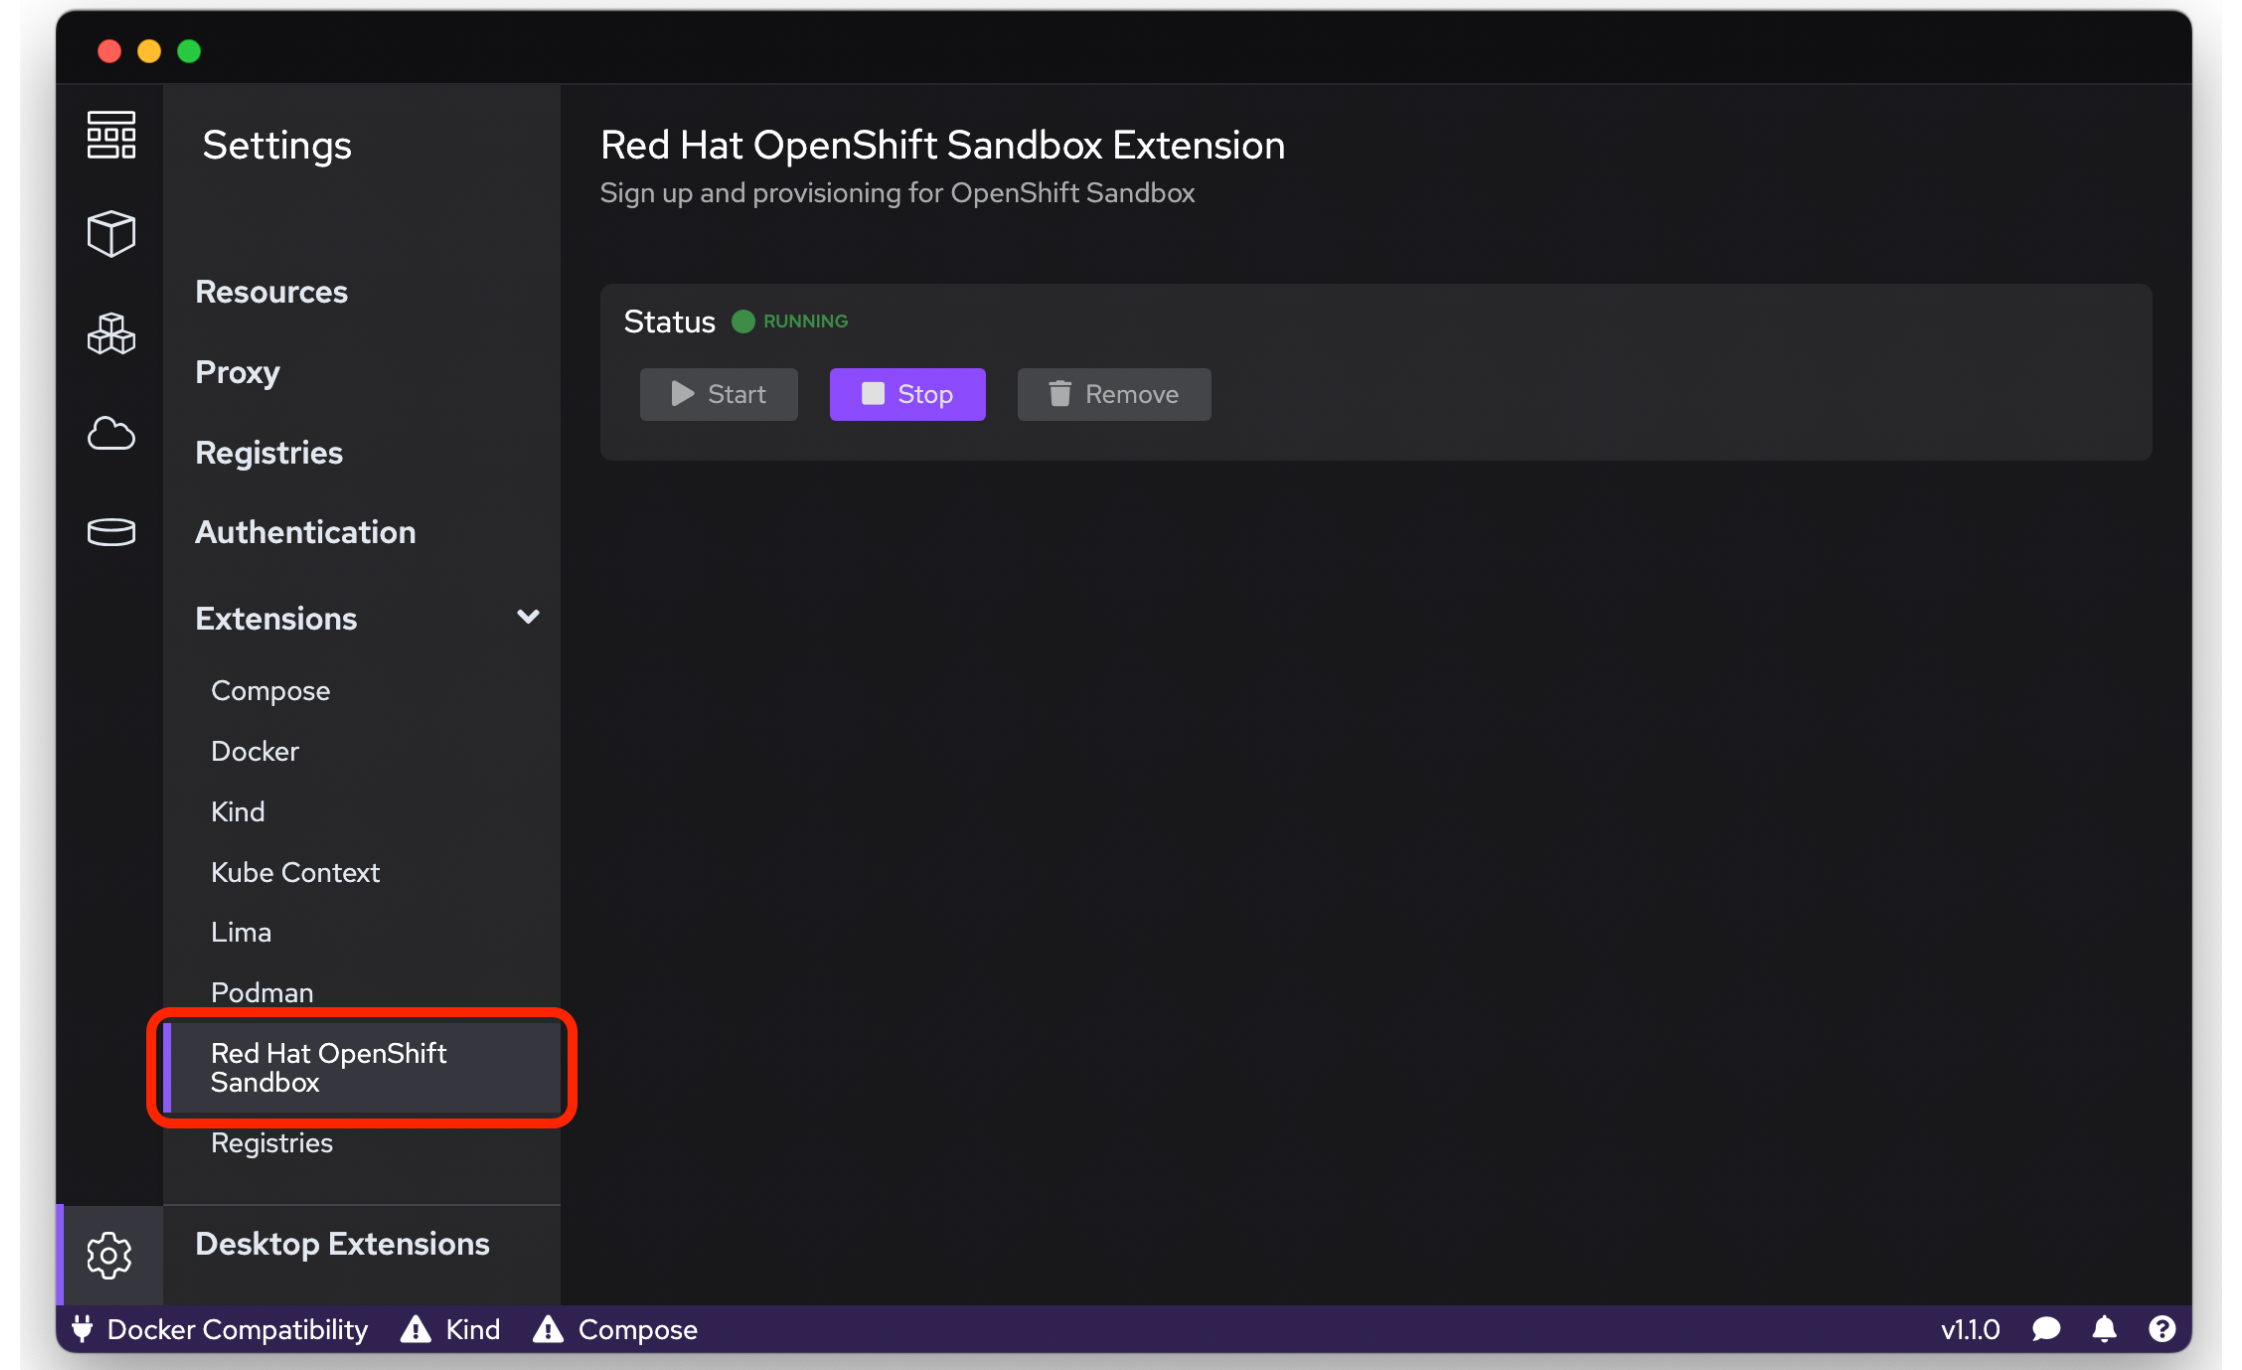 Settings
Resources
Proxy
Registries
Authentication
Extensions
Compose
Docker
Kind
Kube Context
Lima
Podman
Red Hat OpenShift
Sandbox
Registries
Desktop Extensions
Red Hat OpenShift Sandbox Extension
Sign up and provisioning for OpenShift Sandbox
Status RUNNING
Start Stop Remove
Docker Compatibility Kind Compose v1.1.0